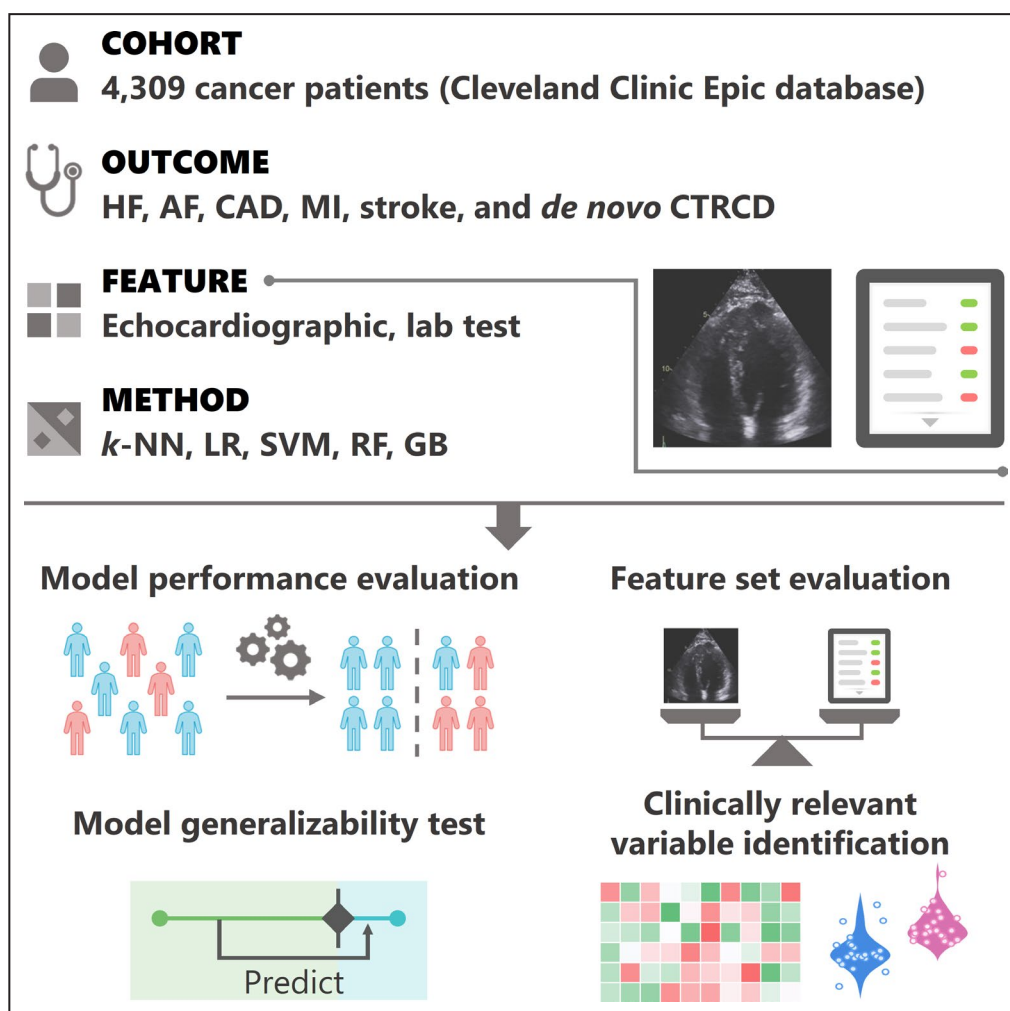 COHORT
4,309 cancer patients (Cleveland Clinic Epic database)
OUTCOME
HF, AF, CAD, MI, stroke, and de novo CTRCD
FEATURE
Echocardiographic, lab test
5
10
METHOD
k-NN, LR, SVM, RF, GB
Model performance evaluation
Feature set evaluation
Model generalizability test
Predict
Clinically relevant
variable identification